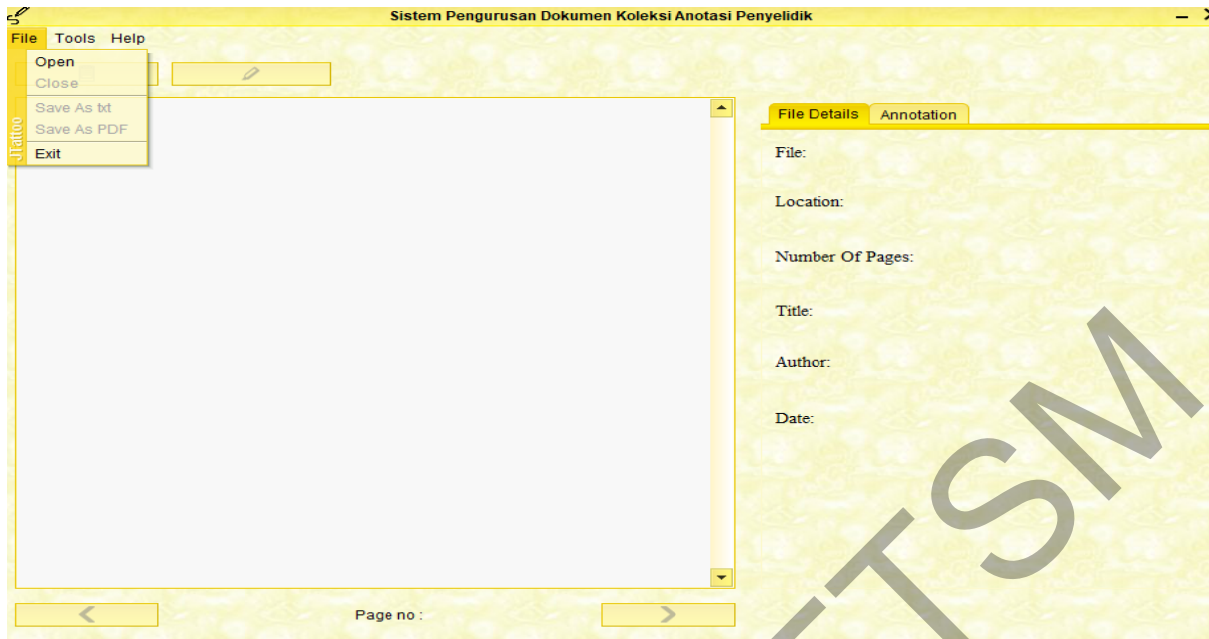 Sistem Pengurusan Dokumen Koleksi Anotasi Penyelidik
File Tools Help
Open
Close
Save As txt
Save As PDF
Exit
JTattoo
File Details Annotation
File:
Location:
Number Of Pages:
Title:
Author:
Date:
Page no :
TSM